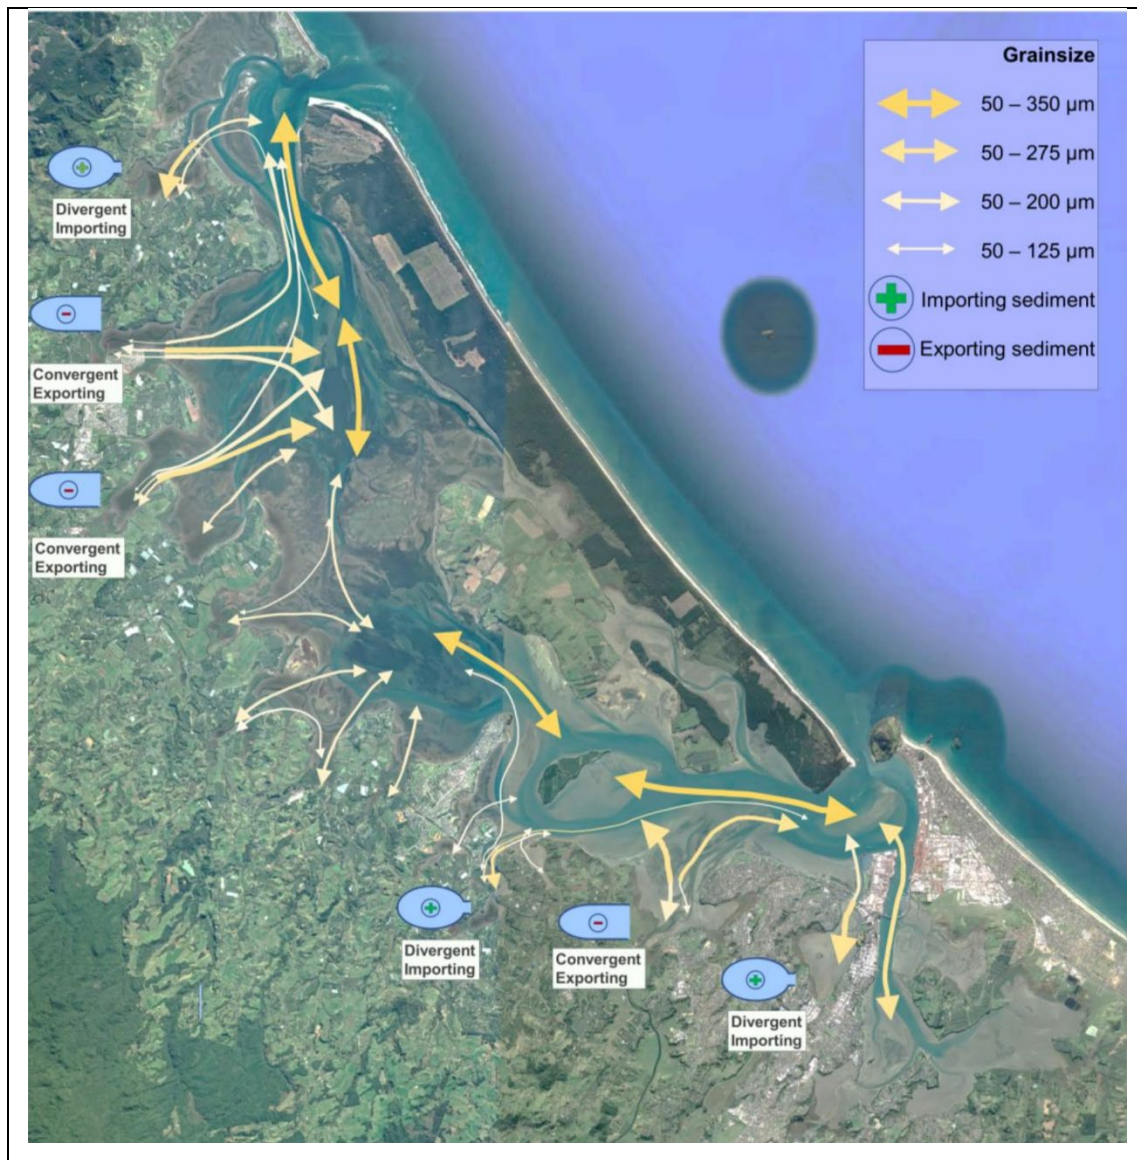 Grainsize
50 – 350 µm
50 – 275 µm
50 – 200 µm
50 – 125 µm
Importing sediment
Exporting sediment
Divergent
Importing
Convergent
Exporting
Convergent
Exporting
Divergent
Importing
Convergent
Exporting
Divergent
Importing